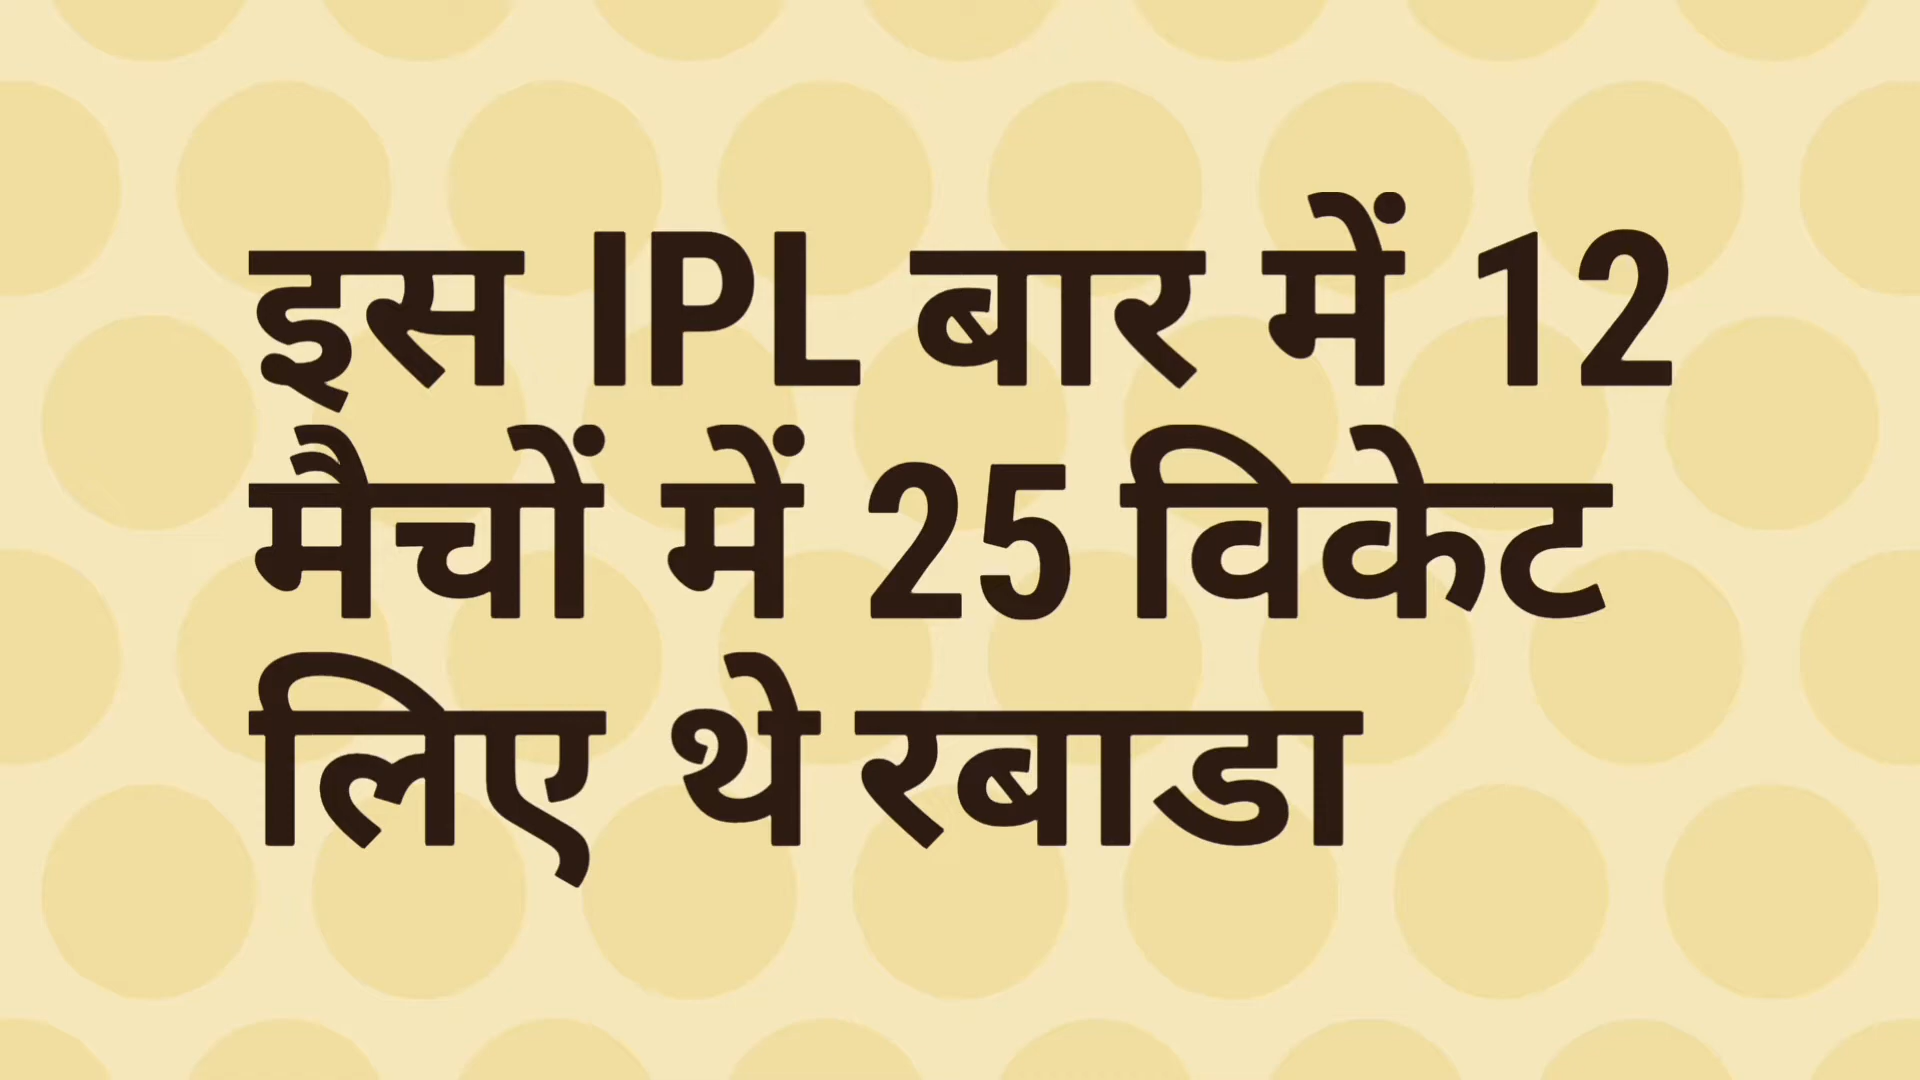 इस IPL बार में 12
मैचों में 25 विकेट
लिए थे रबाडा